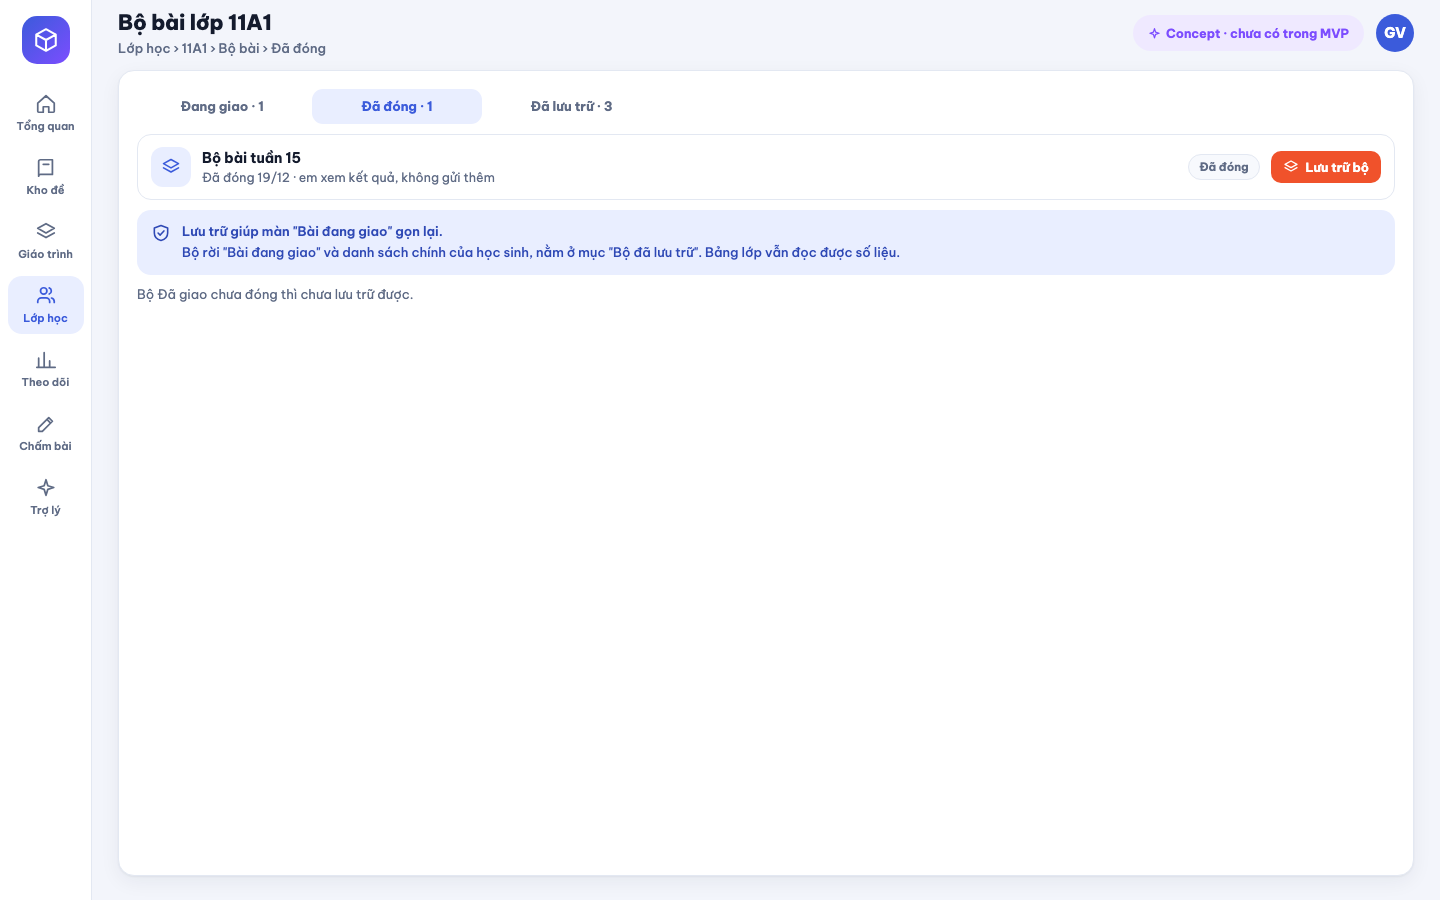 Bộ bài lớp 11A1
Lớp học › 11A1 › Bộ bài › Đã đóng
Concept · chưa có trong MVP
GV
Tổng quan
Kho đề
Giáo trình
Lớp học
Theo dõi
Chấm bài
Trợ lý
Đang giao · 1
Đã đóng · 1
Đã lưu trữ · 3
Bộ bài tuần 15
Đã đóng 19/12 · em xem kết quả, không gửi thêm
Đã đóng
Lưu trữ bộ
Lưu trữ giúp màn "Bài đang giao" gọn lại.
Bộ rời "Bài đang giao" và danh sách chính của học sinh, nằm ở mục "Bộ đã lưu trữ". Bảng lớp vẫn đọc được số liệu.
Bộ Đã giao chưa đóng thì chưa lưu trữ được.